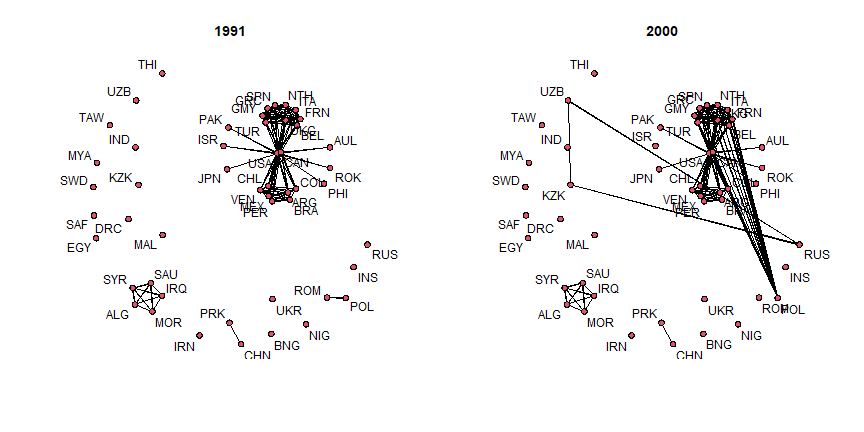 1991
THI
UZB
TAW
IND
MYA
SWD
KZK
SAF
DRC
EGY
MAL
SYR
SAU
IRQ
ALG
MOR
PRK
IRN
CHN
UKR
BNG
NIG
ROM
POL
INS
RUS
SPN
NTH
GRC
ITA
GMY
FRN
PAK
TUR
UKG
BEL
ISR
AUL
USA
CAN
JPN
CHL
COL
ROK
PHI
VEN
MEX
ARG
PER
BRA
2000
THI
UZB
TAW
IND
MYA
SWD
KZK
SAF
DRC
EGY
MAL
SYR
SAU
IRQ
ALG
MOR
PRK
IRN
CHN
UKR
BNG
NIG
ROM
POL
INS
RUS
SPN
NTH
GRC
ITA
GMY
FRN
PAK
TUR
BEL
ISR
AUL
USA
JPN
CHL
COL
ROK
PHI
VEN
MEX
ARG
PER
BRA